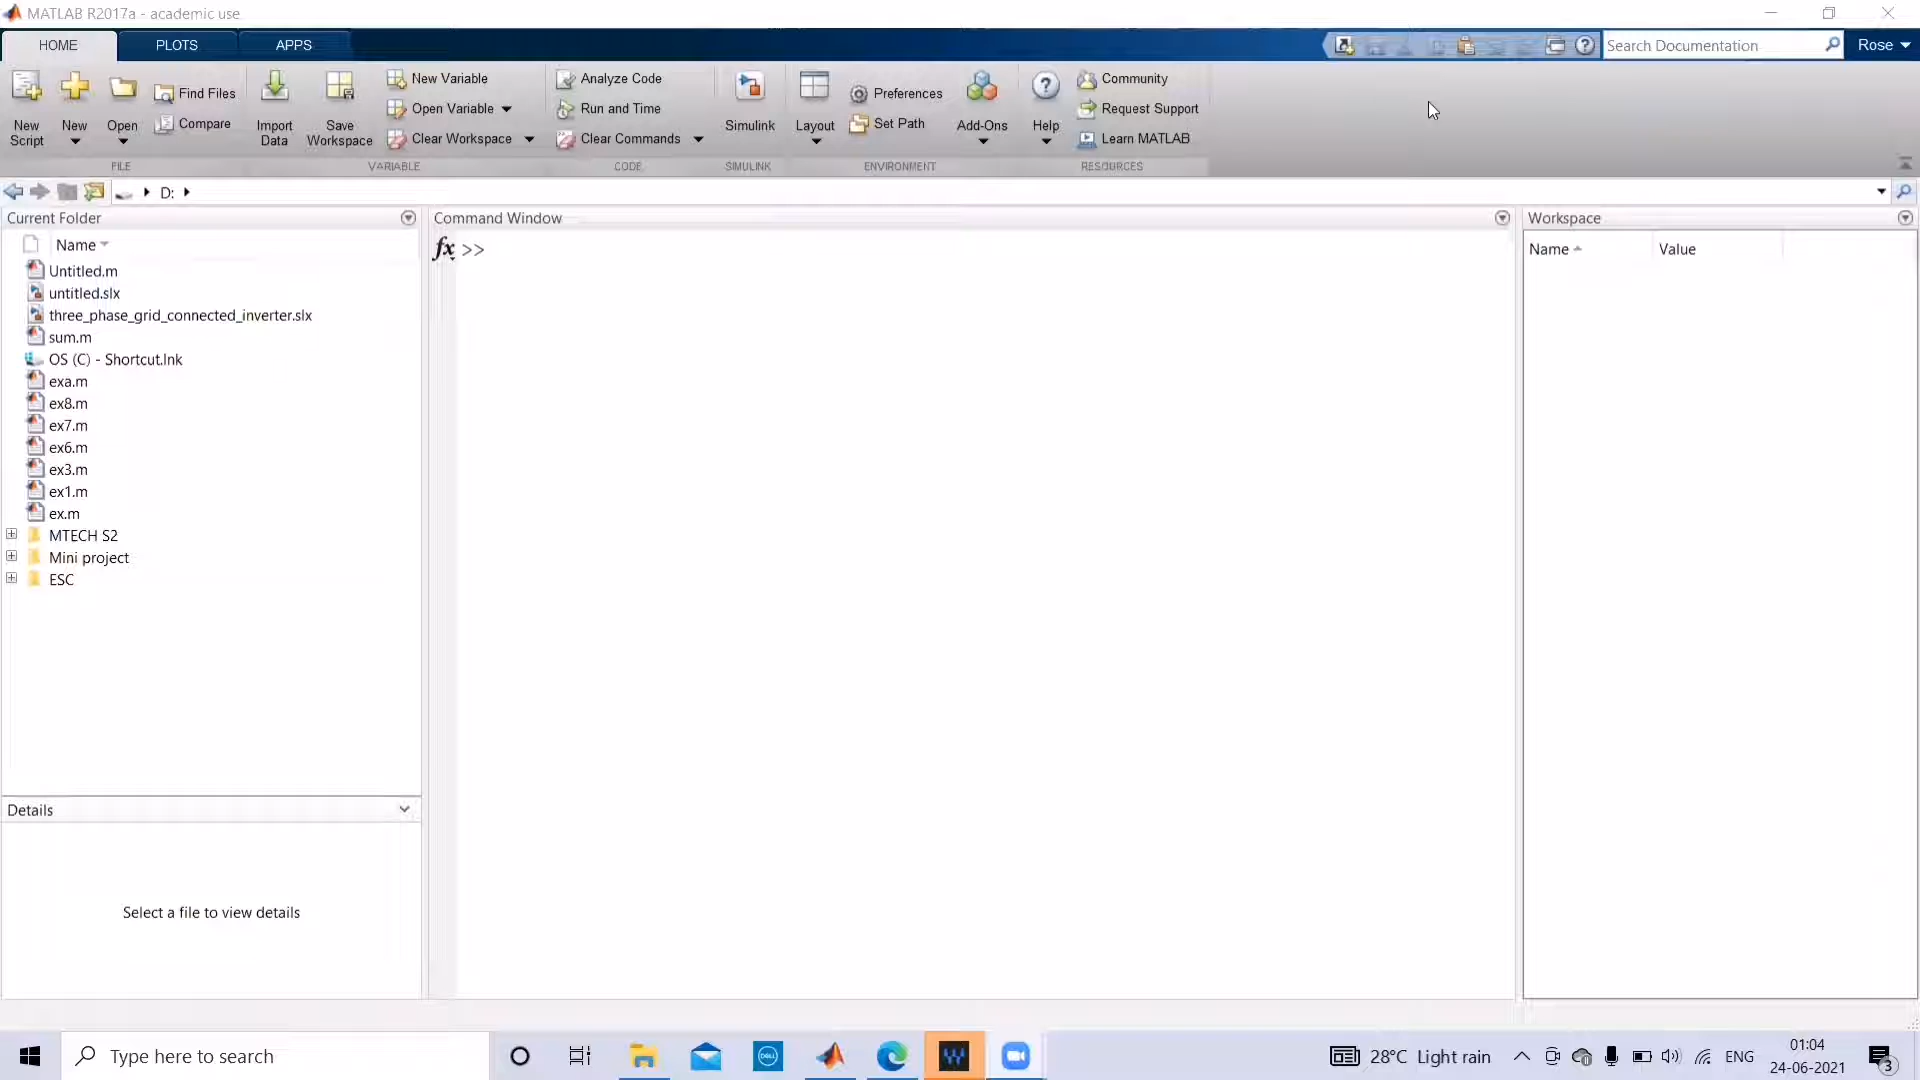 MATLAB R2017a - academic use
HOME
PLOTS
APPS
Search Documentation
Rose
New Script
New
Open
Find Files
Compare
Import Data
Save Workspace
New Variable
Open Variable
Clear Workspace
Analyze Code
Run and Time
Clear Commands
Simulink
Layout
Preferences
Set Path
Add-Ons
Help
Community
Request Support
Learn MATLAB
FILE
VARIABLE
CODE
SIMULINK
ENVIRONMENT
RESOURCES
D:
Current Folder
Name
Untitled.m
untitled.slx
three_phase_grid_connected_inverter.slx
sum.m
OS (C) - Shortcut.lnk
exa.m
ex8.m
ex7.m
ex6.m
ex3.m
ex1.m
ex.m
MTECH S2
Mini project
ESC
Details
Select a file to view details
Command Window
fx >>
Workspace
Name
Value
Type here to search
DELL
W
28°C Light rain
ENG
01:04
24-06-2021
3